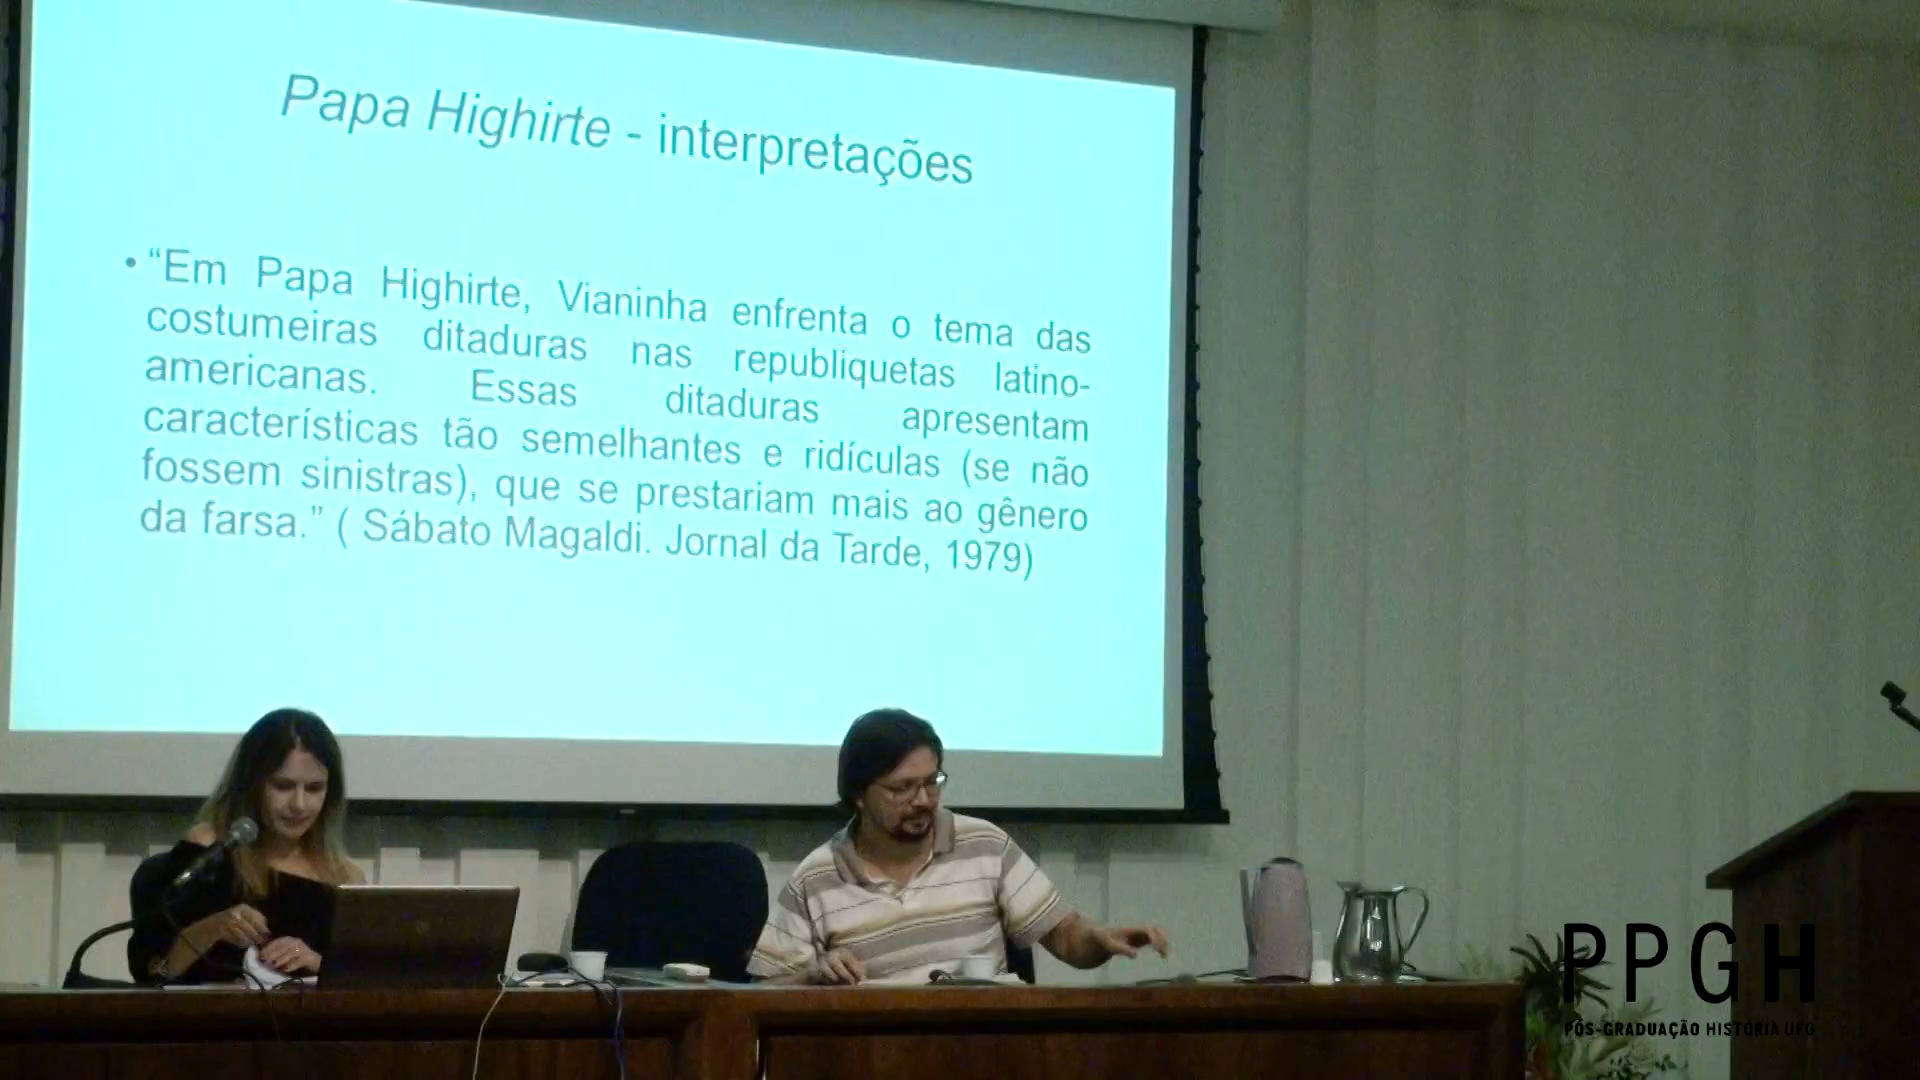 Papa Highirte - interpretações
• “Em Papa Highirte, Vianinha enfrenta o tema das
costumeiras ditaduras nas republiquetas latino-
americanas. Essas ditaduras apresentam
características tão semelhantes e ridículas (se não
fossem sinistras), que se prestariam mais ao gênero
da farsa.” ( Sábato Magaldi. Jornal da Tarde, 1979)
PPGH
PÓS-GRADUAÇÃO HISTÓRIA UFG